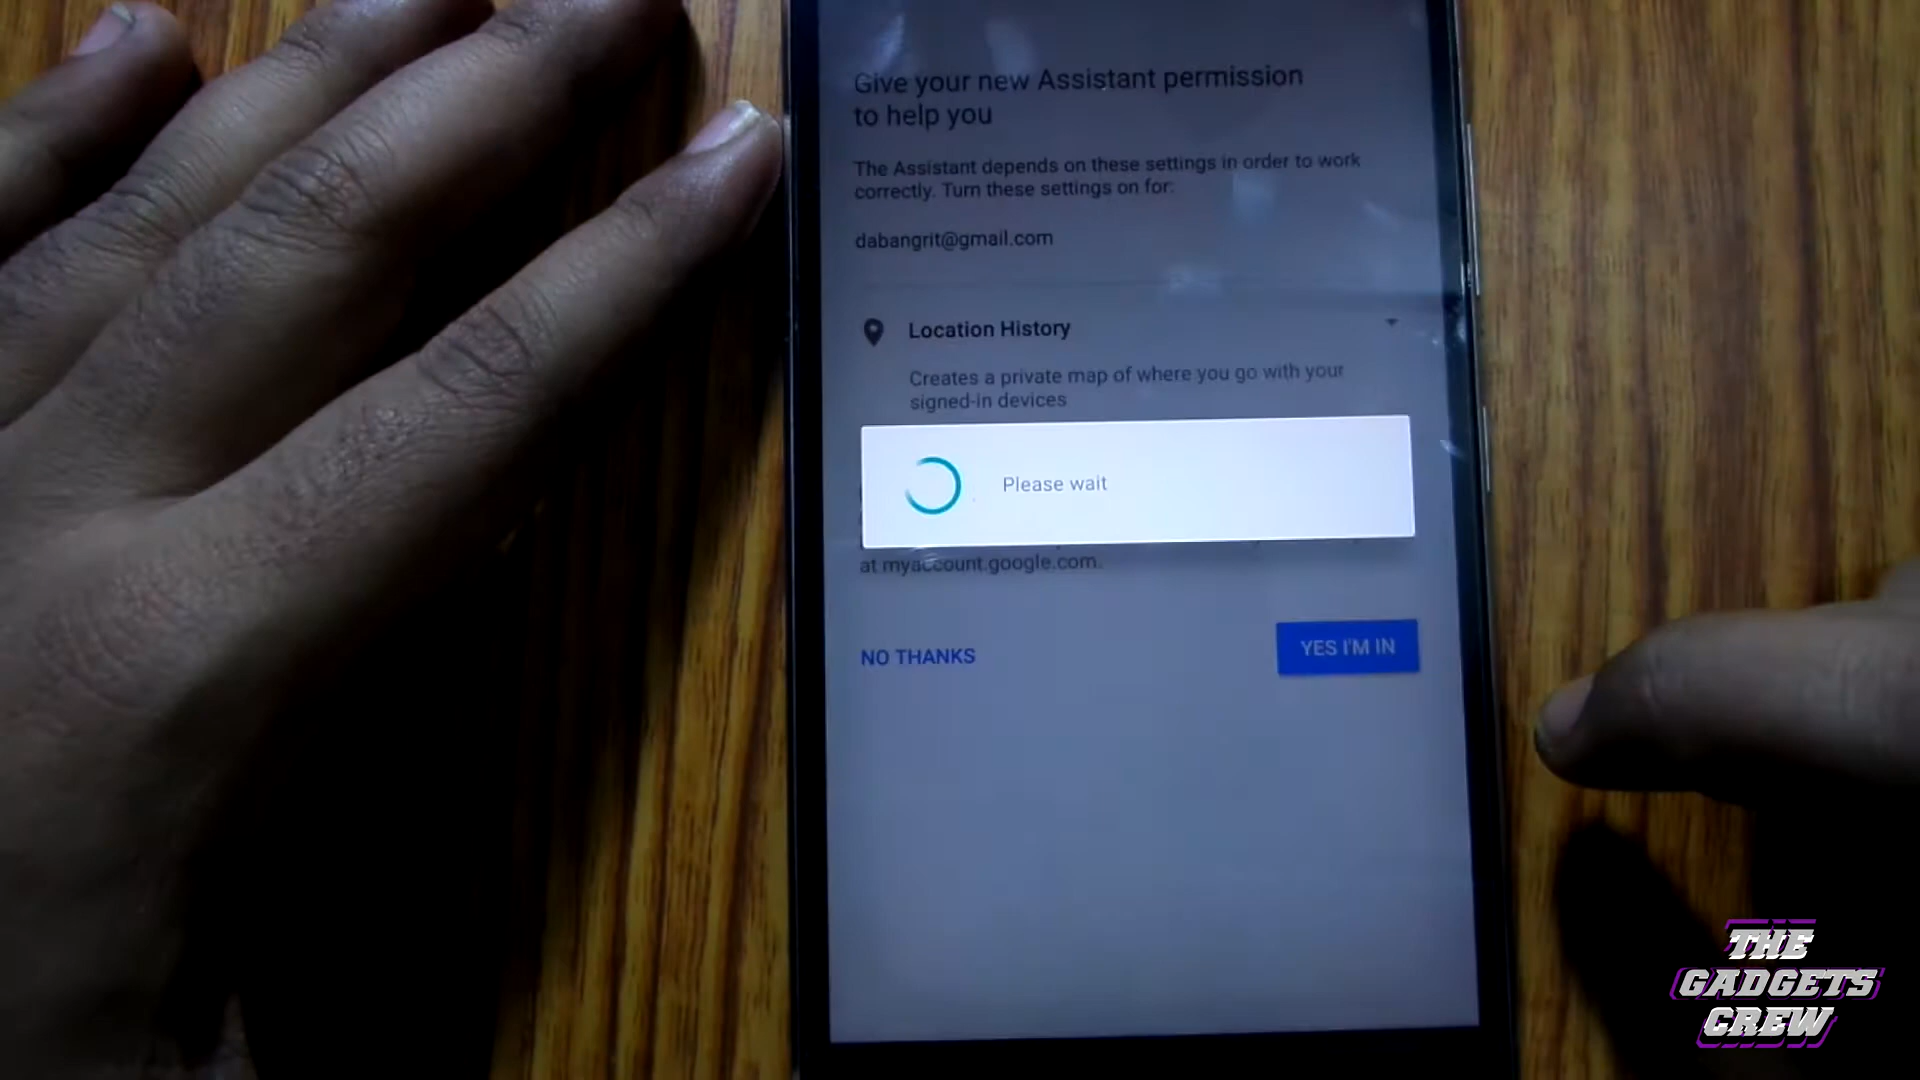 Give your new Assistant permission
to help you
The Assistant depends on these settings in order to work
correctly. Turn these settings on for:
dabangrit@gmail.com
Location History
Creates a private map of where you go with your
signed-in devices
Please wait
at myaccount.google.com.
NO THANKS
YES I'M IN
THE
GADGETS
CREW